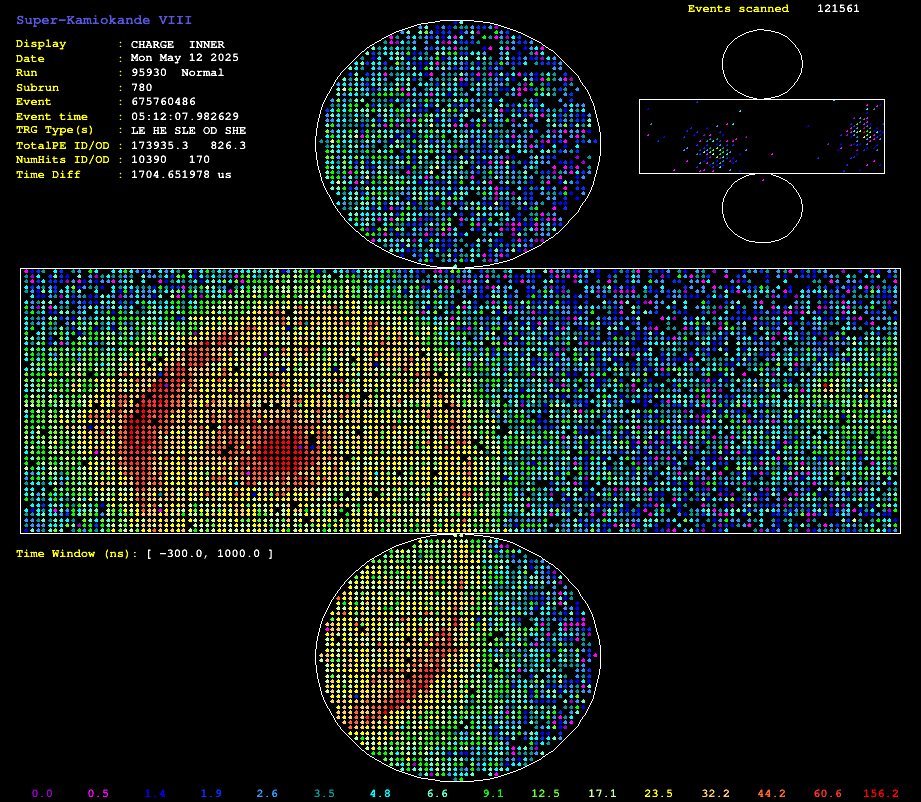 Super-Kamiokande VIII
Events scanned 121561
Display : CHARGE INNER
Date : Mon May 12 2025
Run : 95930 Normal
Subrun : 780
Event : 675760486
Event time : 05:12:07.982629
TRG Type(s) : LE HE SLE OD SHE
TotalPE ID/OD : 173935.3 826.3
NumHits ID/OD : 10390 170
Time Diff : 1704.651978 us
Time Window (ns): [ −300.0, 1000.0 ]
0.0 0.5 1.4 1.9 2.6 3.5 4.8 6.6 9.1 12.5 17.1 23.5 32.2 44.2 60.6 156.2